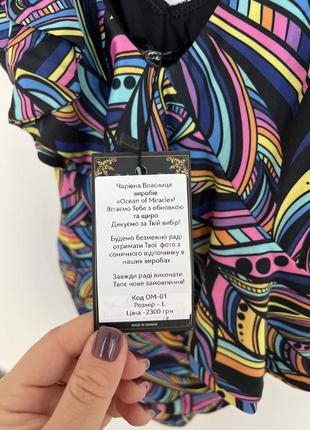 Чарівна Власниця
виробів
«Ocean of Miracle»!
Вітаємо Тебе з обновкою
та щиро
Дякуємо за Твій вибір!
Будемо безмежно раді
отримати Твої фото з
сонячного відпочинку в
наших виробах.
Завжди раді виконати
Твоє нове замовлення!
Код ОМ-01
Розмір – L
Ціна -2300 грн
MADE IN UKRAINE